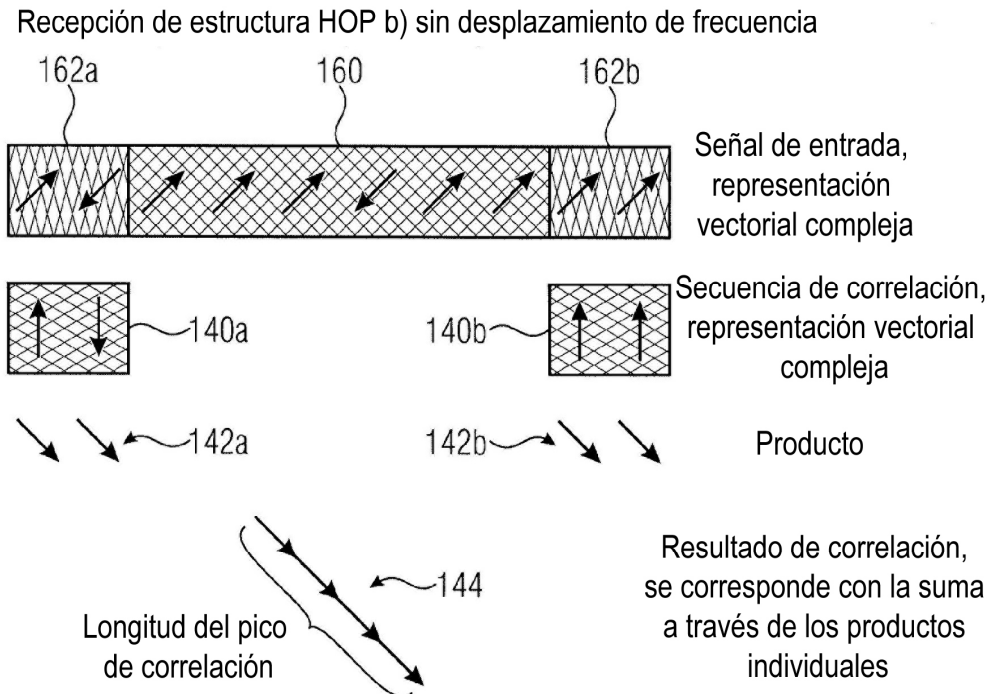 Recepción de estructura HOP b) sin desplazamiento de frecuencia
162a
160
162b
Señal de entrada,
representación
vectorial compleja
140a
140b
Secuencia de correlación,
representación vectorial
compleja
142a
142b
Producto
144
Longitud del pico
de correlación
Resultado de correlación,
se corresponde con la suma
a través de los productos
individuales